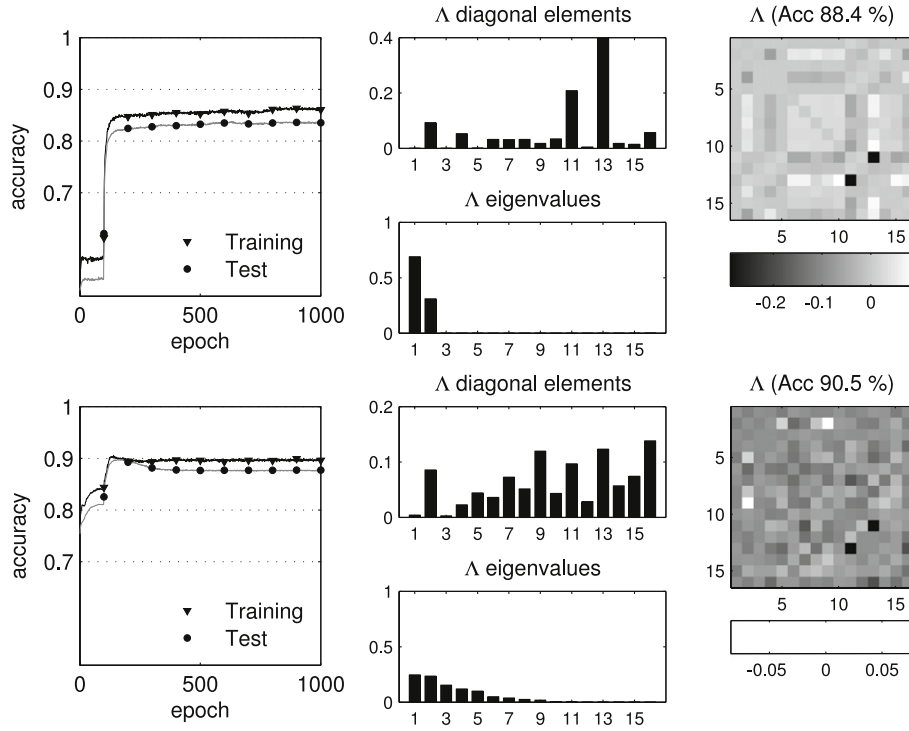 Λ diagonal elements
Λ (Acc 88.4 %)
1
0.9
0.8
0.7
accuracy
Training
Test
0 500 1000
epoch
0.4
0.2
0
1 3 5 7 9 11 13 15
Λ eigenvalues
1
0.5
0
1 3 5 7 9 11 13 15
5
10
15
5 10 15
-0.2 -0.1 0
Λ diagonal elements
Λ (Acc 90.5 %)
1
0.9
0.8
0.7
accuracy
Training
Test
0 500 1000
epoch
0.2
0.1
0
1 3 5 7 9 11 13 15
Λ eigenvalues
1
0.5
0
1 3 5 7 9 11 13 15
5
10
15
5 10 15
-0.05 0 0.05